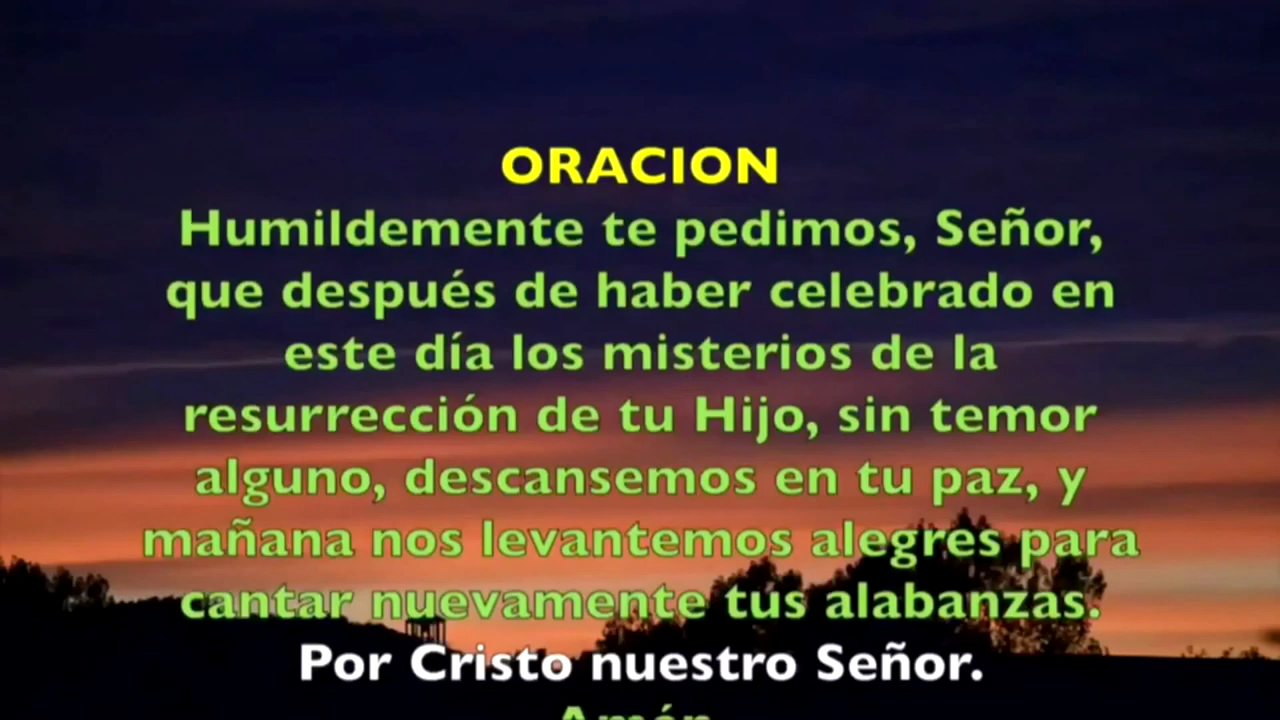 ORACION
Humildemente te pedimos, Señor,
que después de haber celebrado en
este día los misterios de la
resurrección de tu Hijo, sin temor
alguno, descansemos en tu paz, y
mañana nos levantemos alegres para
cantar nuevamente tus alabanzas.
Por Cristo nuestro Señor.
Amén